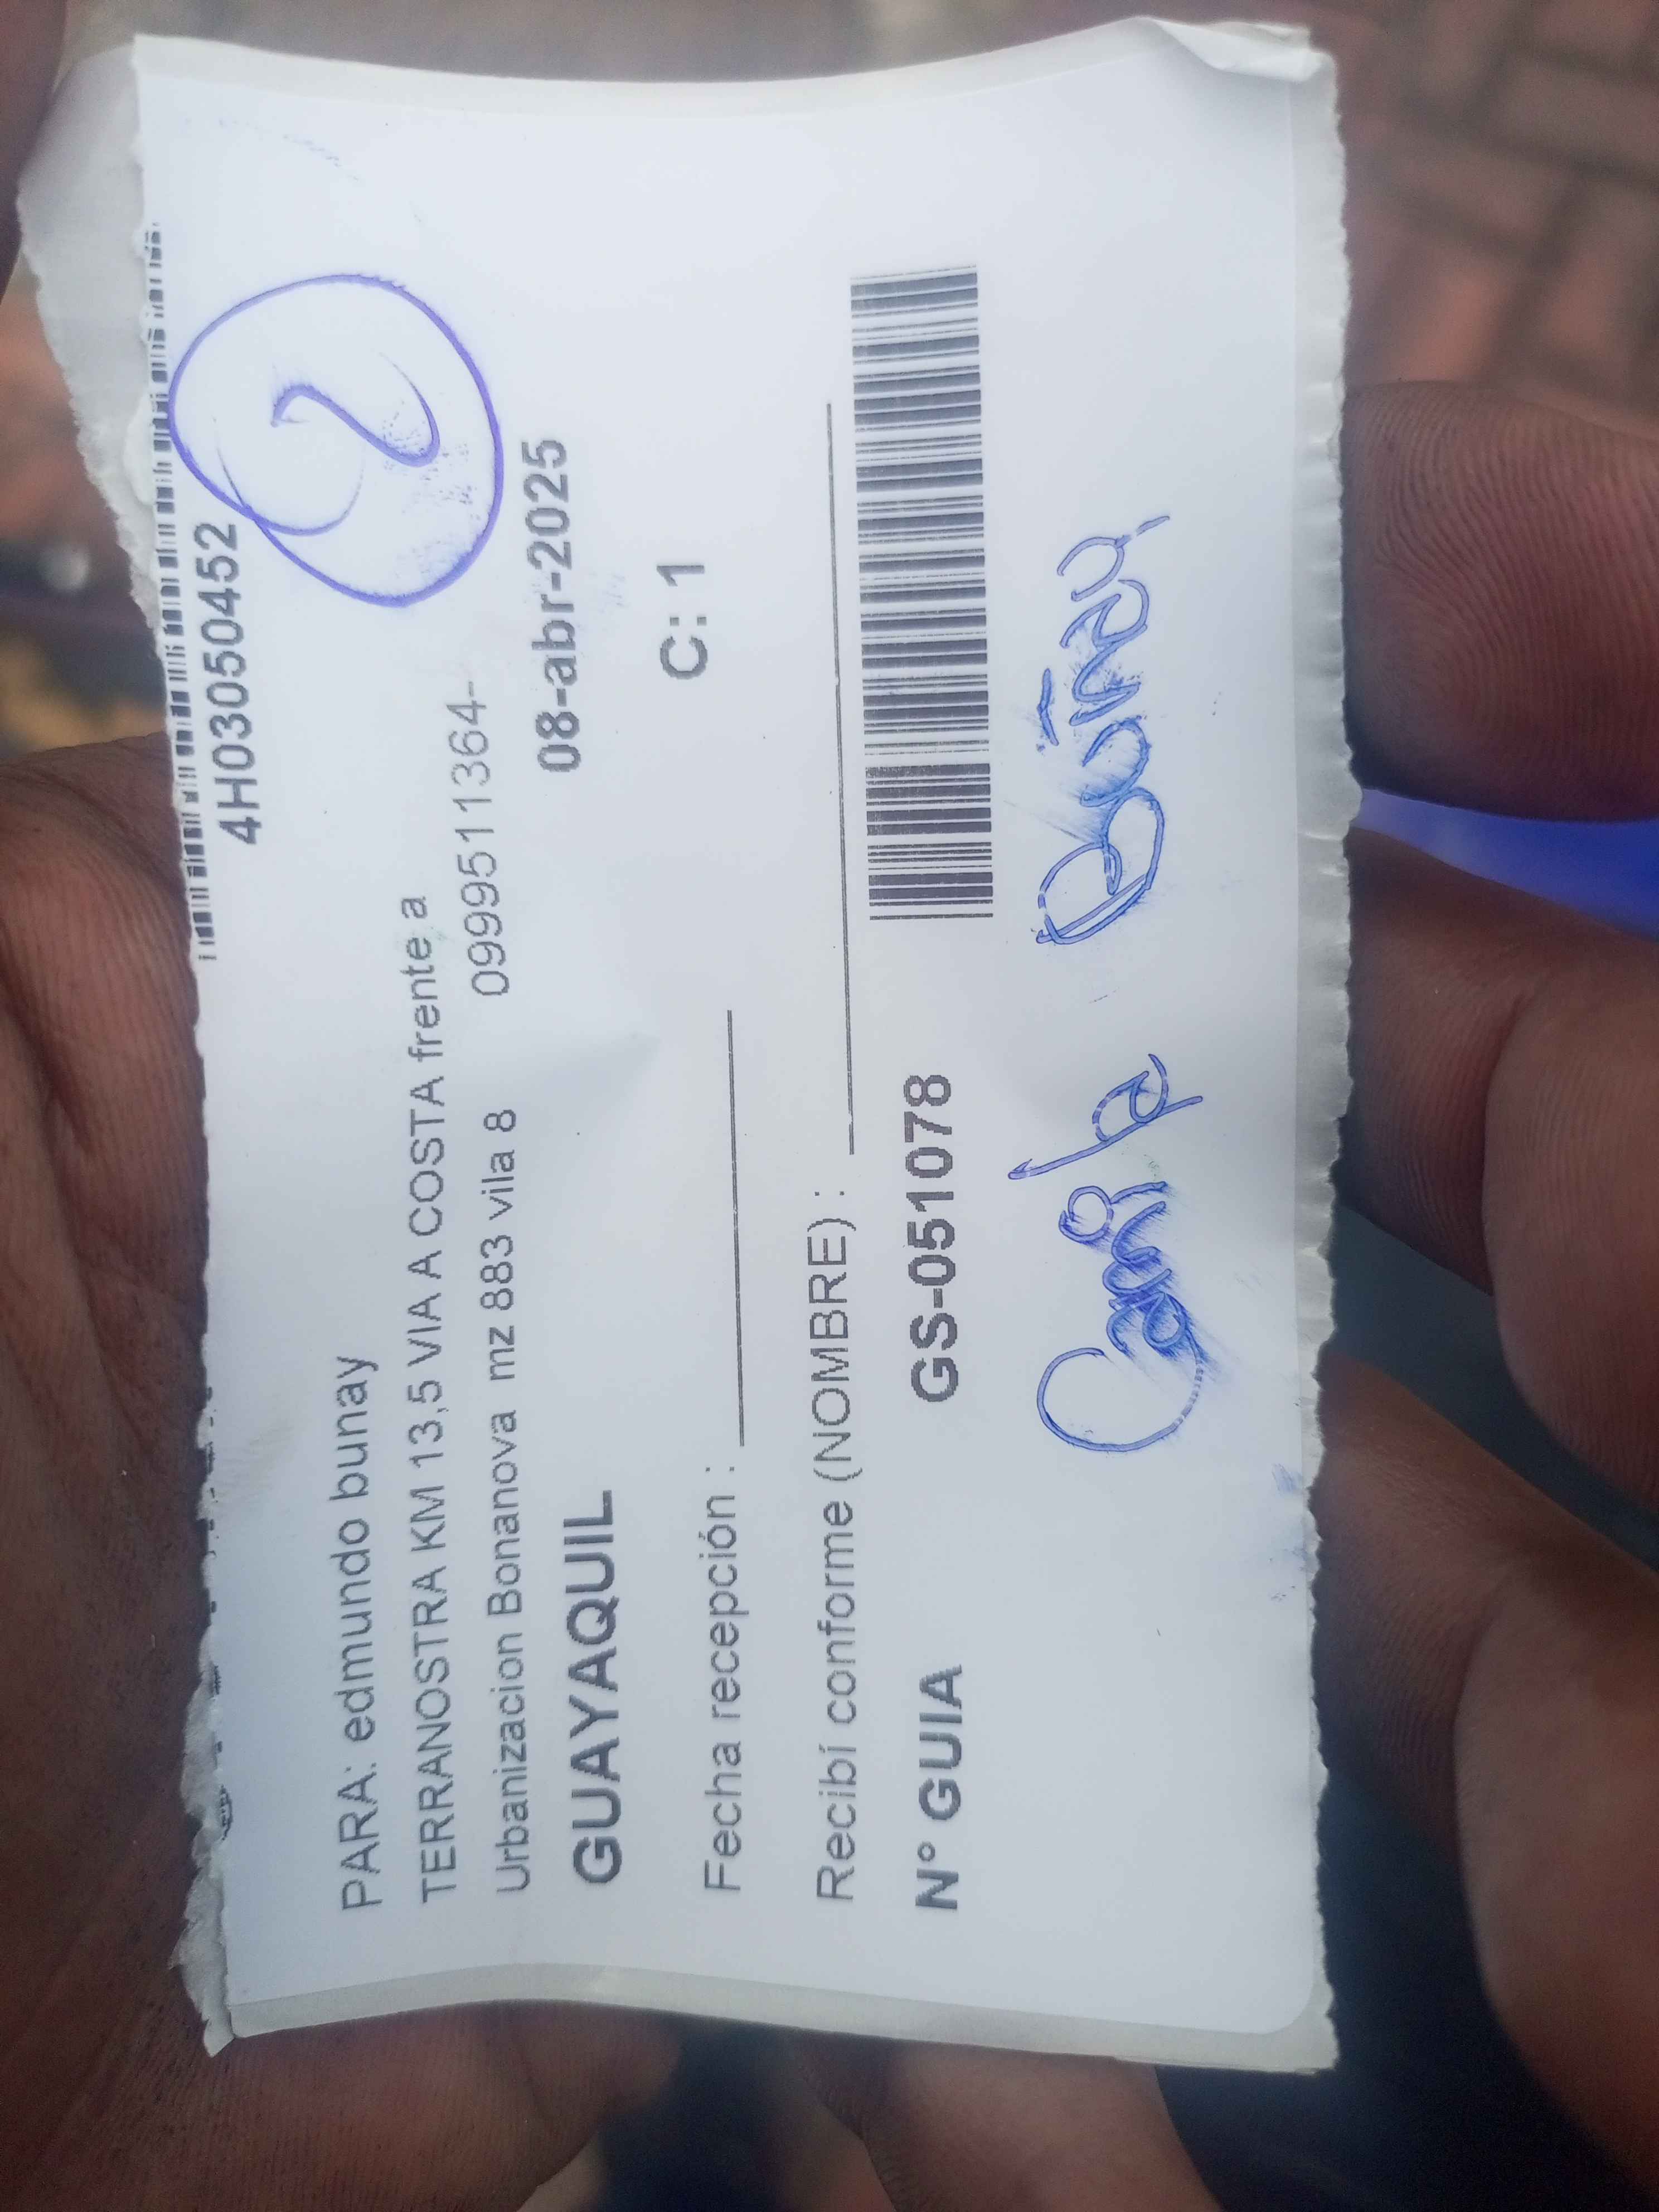 4H03050452
2
PARA: edmundo bunay
TERRANOSTRA KM 13,5 VIA A COSTA frente a
Urbanizacion Bonanova mz 883 vila 8 0999511364-
GUAYAQUIL 08-abr-2025
C: 1
Fecha recepción :
Recibí conforme (NOMBRE) :
N° GUIA GS-051078
Camila Buñay